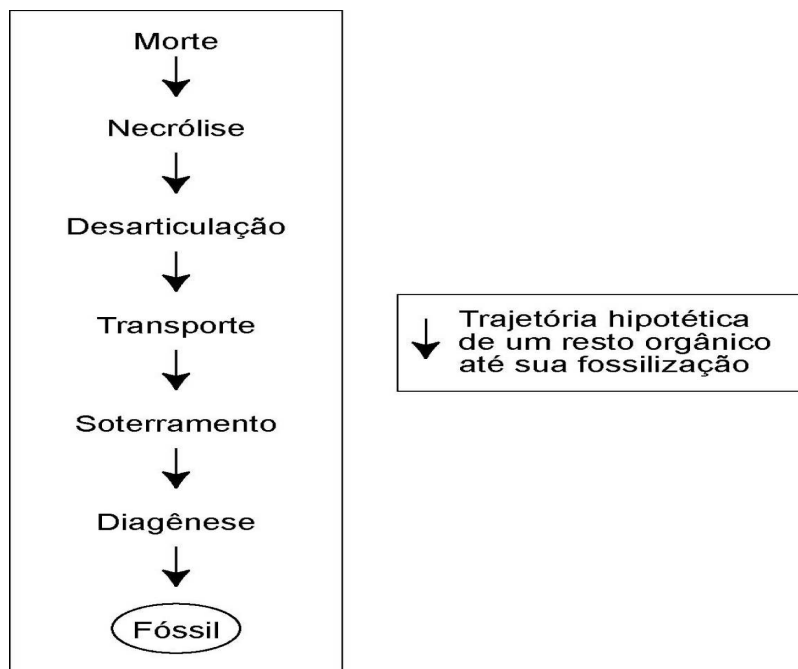 Morte
Necrólise
Desarticulação
Transporte
Soterramento
Diagênese
Fóssil
Trajetória hipotética
de um resto orgânico
até sua fossilização